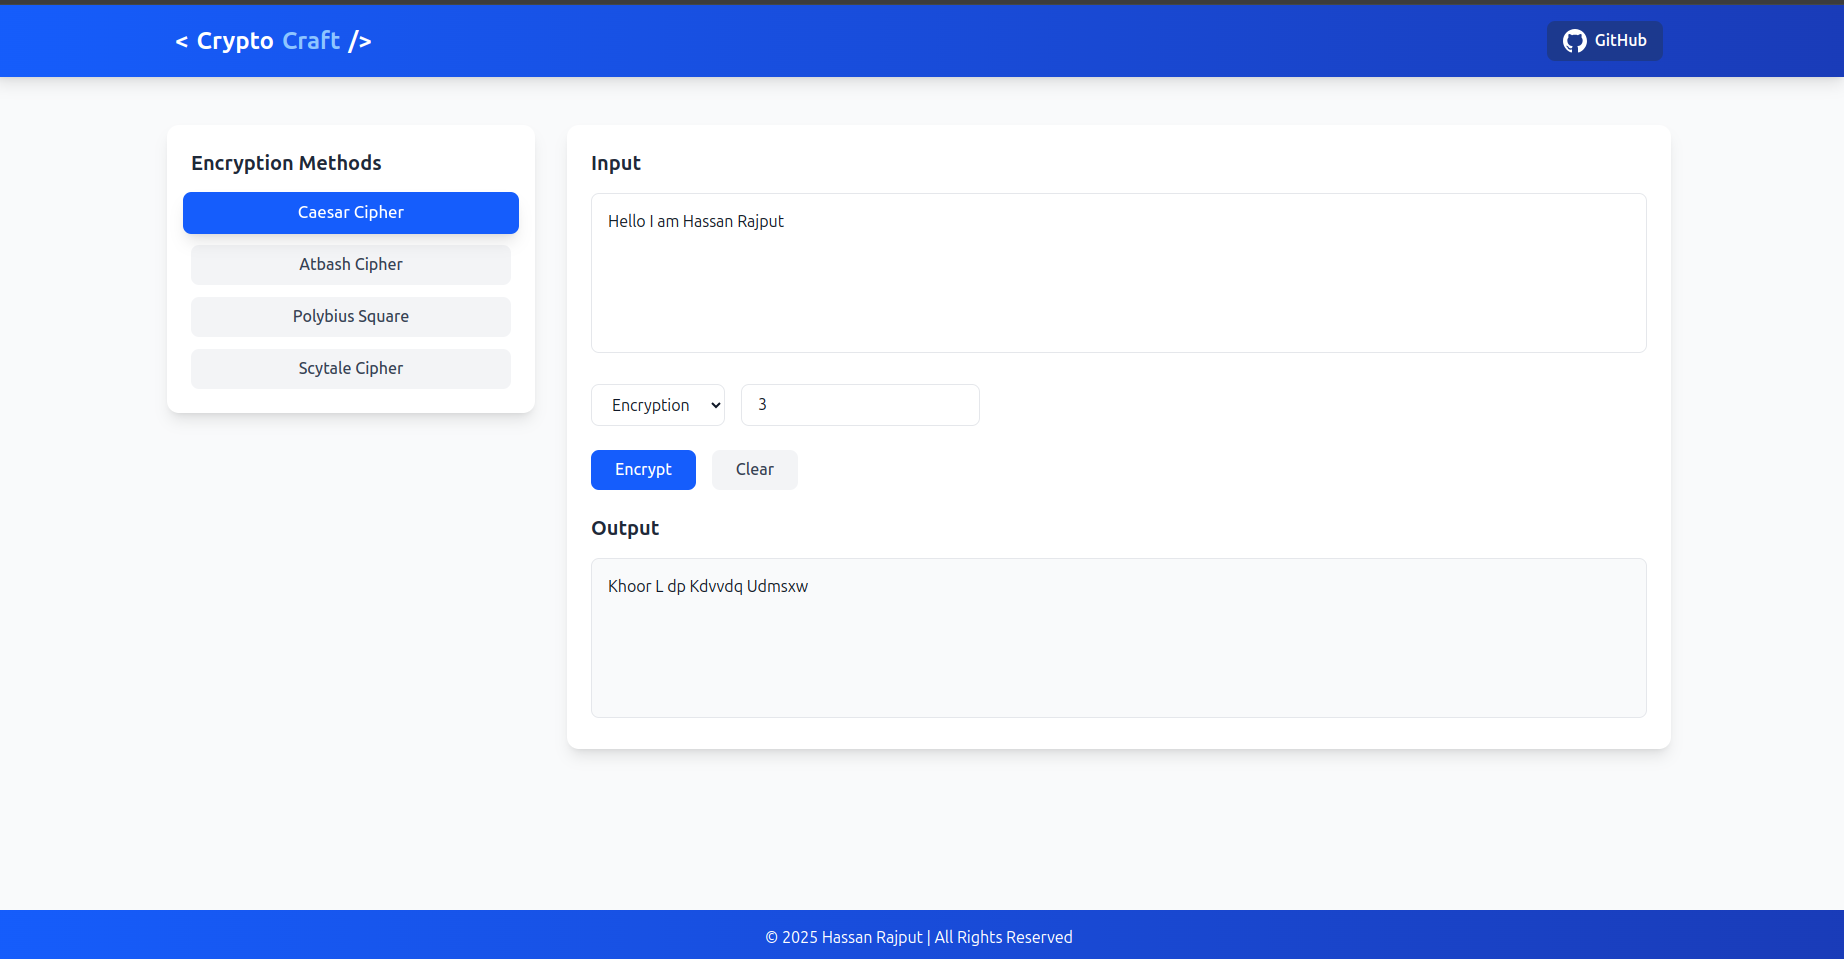 < Crypto Craft />
GitHub
Encryption Methods
Caesar Cipher
Atbash Cipher
Polybius Square
Scytale Cipher
Input
Hello I am Hassan Rajput
Encryption
3
Encrypt
Clear
Output
Khoor L dp Kdvvdq Udmsxw
© 2025 Hassan Rajput | All Rights Reserved